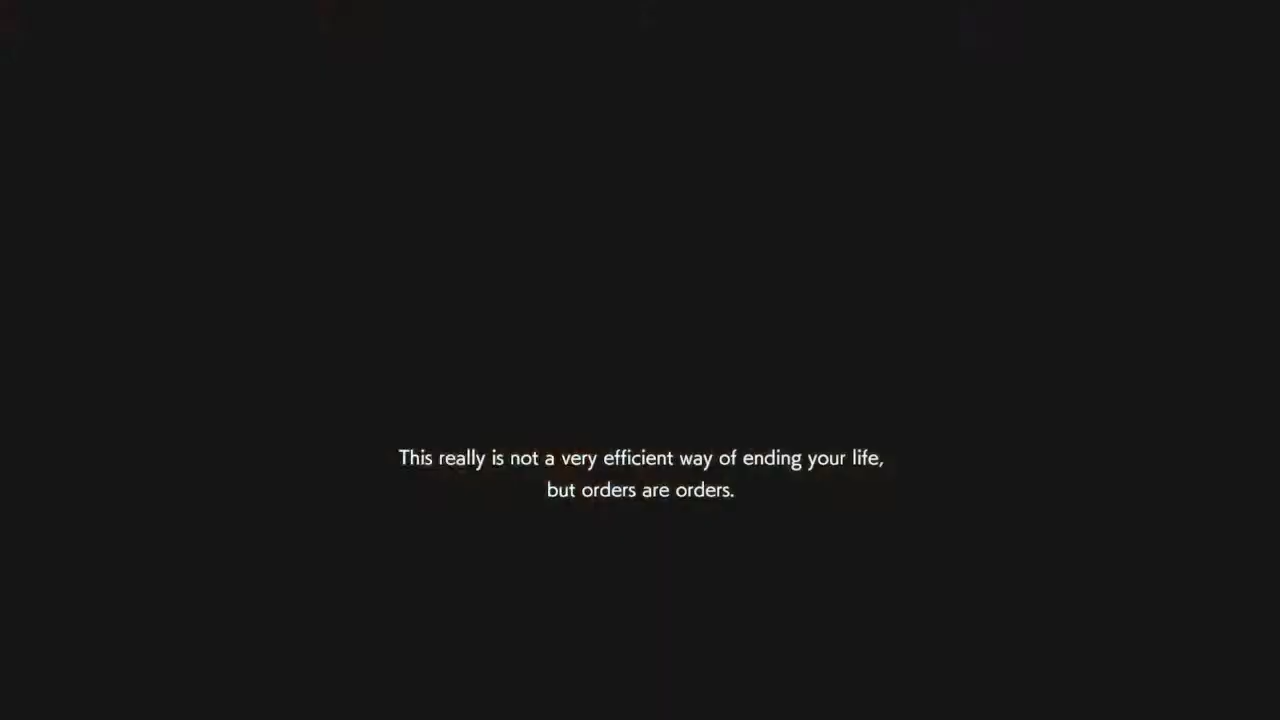 This really is not a very efficient way of ending your life,
but orders are orders.